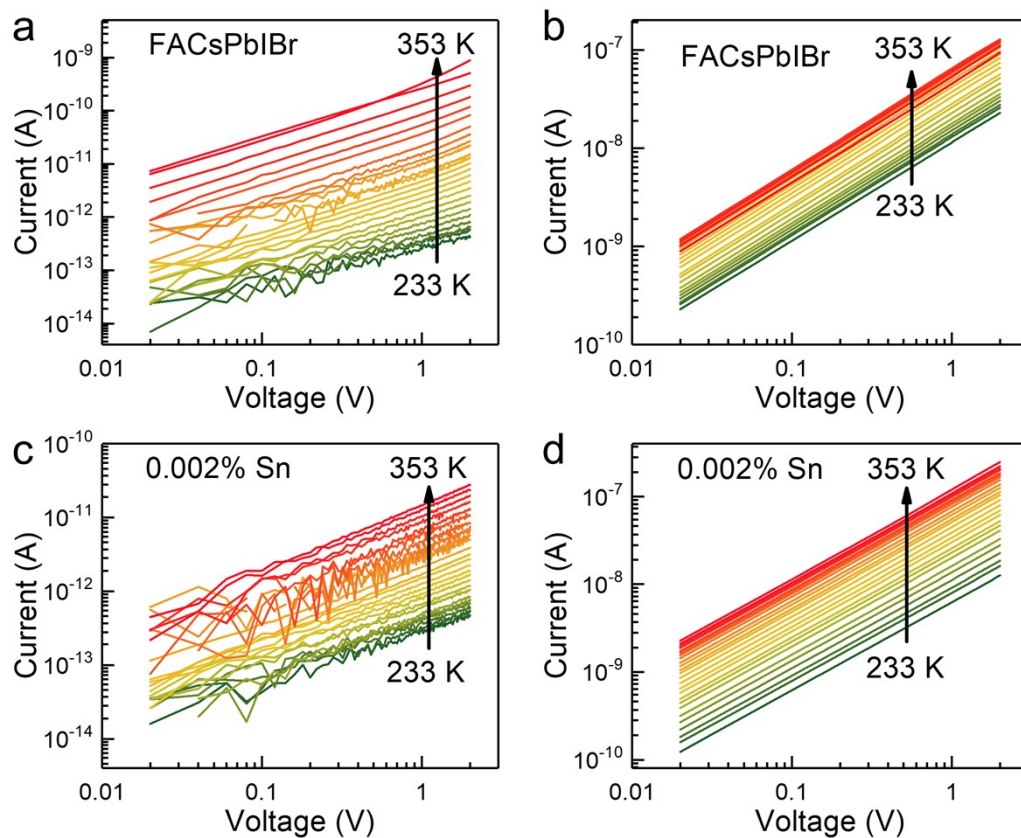 a
FACsPbIBr
353 K
233 K
10⁻⁹
10⁻¹⁰
10⁻¹¹
10⁻¹²
10⁻¹³
10⁻¹⁴
Current (A)
0.01
0.1
1
Voltage (V)
b
FACsPbIBr
353 K
233 K
10⁻⁷
10⁻⁸
10⁻⁹
10⁻¹⁰
Current (A)
0.01
0.1
1
Voltage (V)
c
0.002% Sn
353 K
233 K
10⁻¹⁰
10⁻¹¹
10⁻¹²
10⁻¹³
10⁻¹⁴
Current (A)
0.01
0.1
1
Voltage (V)
d
0.002% Sn
353 K
233 K
10⁻⁷
10⁻⁸
10⁻⁹
10⁻¹⁰
Current (A)
0.01
0.1
1
Voltage (V)